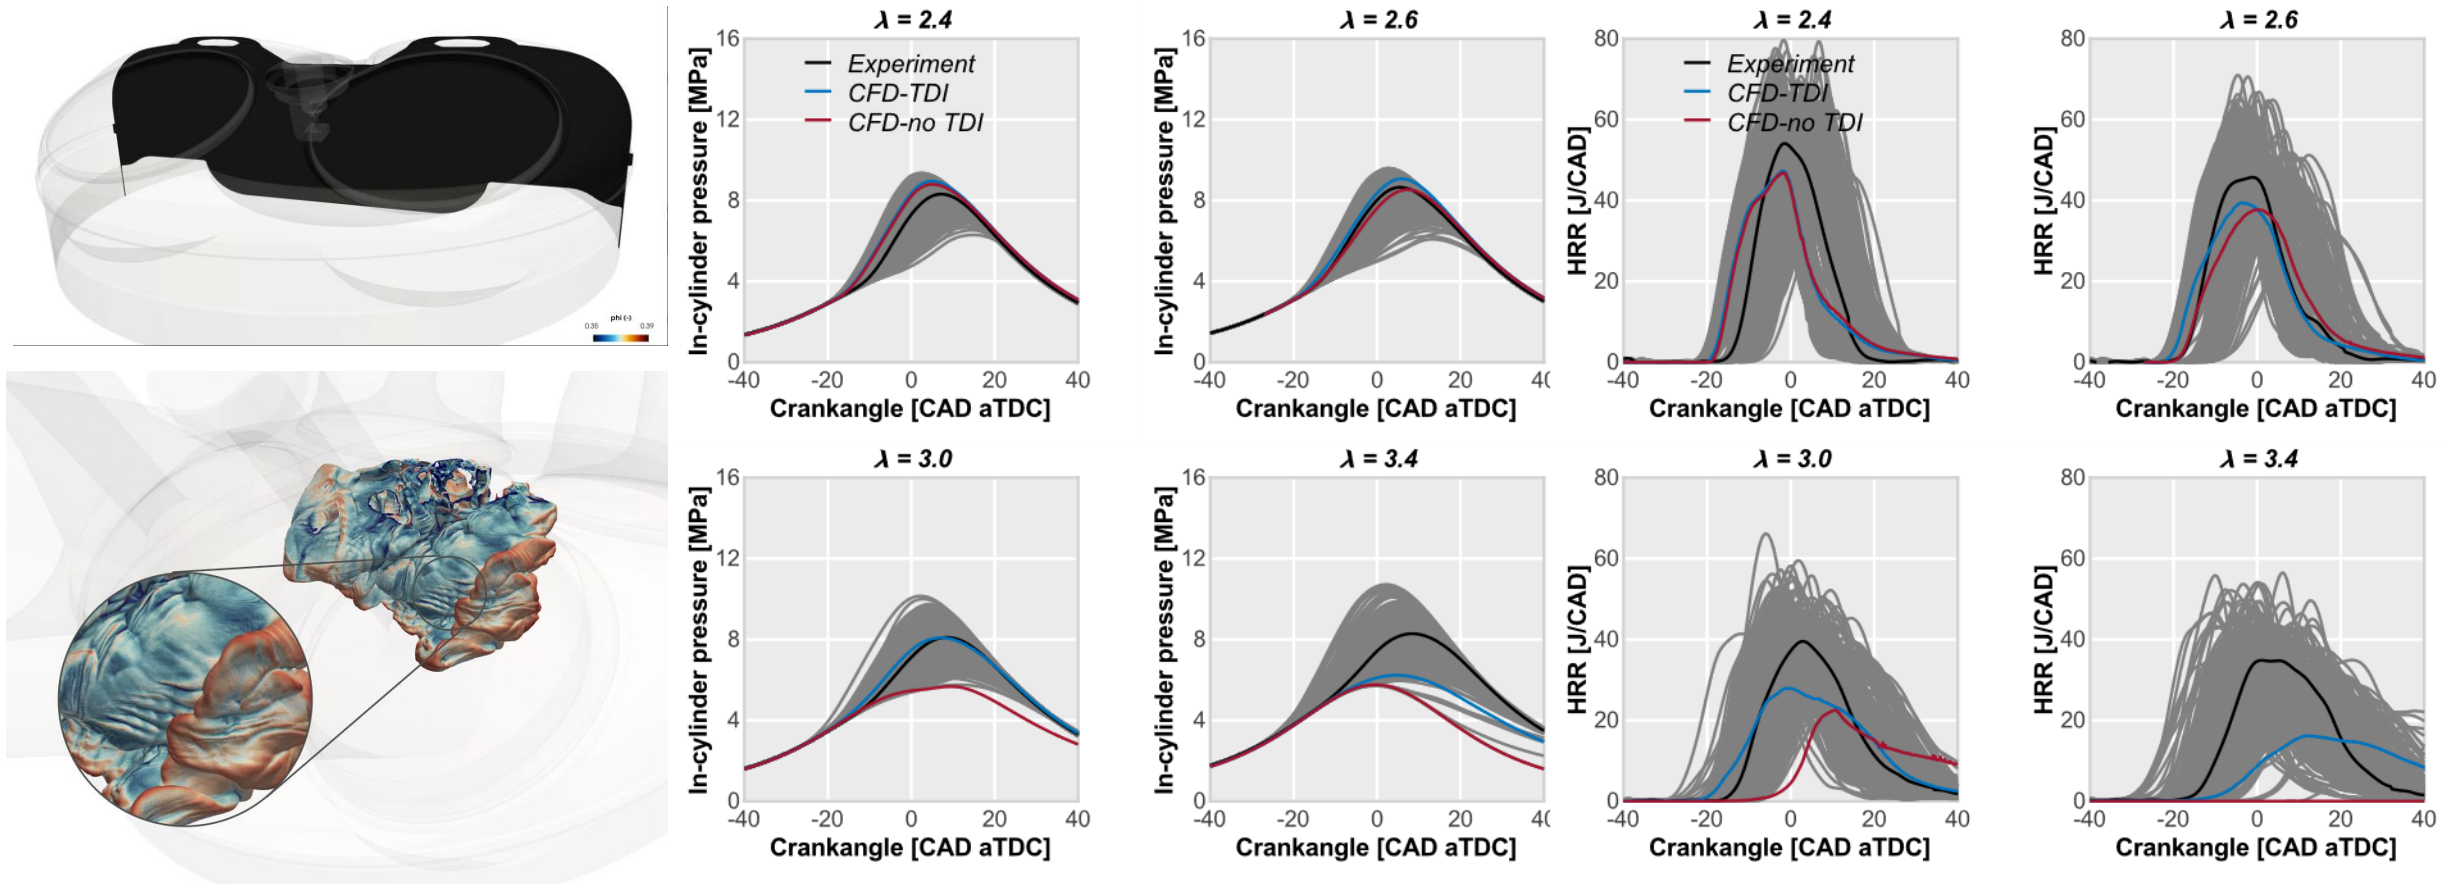 phi (-)
0.35 0.39
λ = 2.4
In-cylinder pressure [MPa]
16
12
8
4
0
Experiment
CFD-TDI
CFD-no TDI
-40 -20 0 20 40
Crankangle [CAD aTDC]
λ = 2.6
In-cylinder pressure [MPa]
16
12
8
4
0
-40 -20 0 20 40
Crankangle [CAD aTDC]
λ = 2.4
HRR [J/CAD]
80
60
40
20
0
Experiment
CFD-TDI
CFD-no TDI
-40 -20 0 20 40
Crankangle [CAD aTDC]
λ = 2.6
HRR [J/CAD]
80
60
40
20
0
-40 -20 0 20 40
Crankangle [CAD aTDC]
λ = 3.0
In-cylinder pressure [MPa]
16
12
8
4
0
-40 -20 0 20 40
Crankangle [CAD aTDC]
λ = 3.4
In-cylinder pressure [MPa]
16
12
8
4
0
-40 -20 0 20 40
Crankangle [CAD aTDC]
λ = 3.0
HRR [J/CAD]
80
60
40
20
0
-40 -20 0 20 40
Crankangle [CAD aTDC]
λ = 3.4
HRR [J/CAD]
80
60
40
20
0
-40 -20 0 20 40
Crankangle [CAD aTDC]